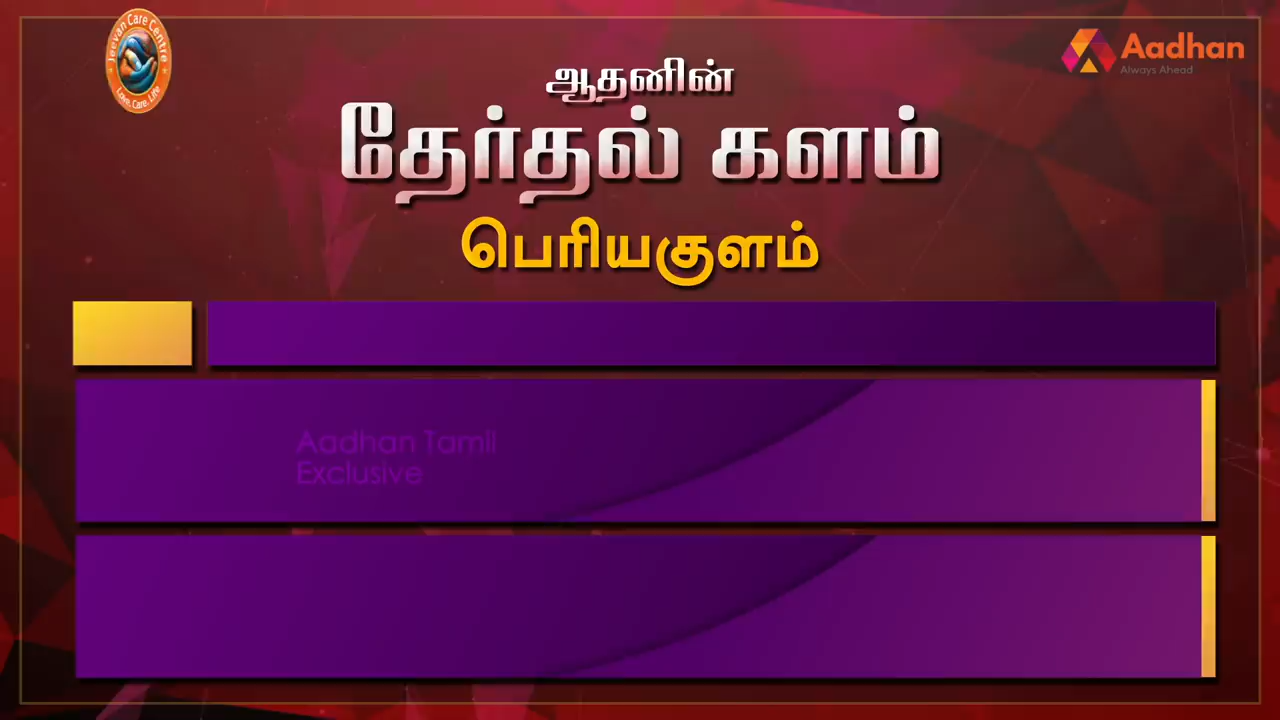 Jeevan Care Centre
Love. Care. Life
Aadhan
Always Ahead
ஆதனின்
தேர்தல் களம்
பெரியகுளம்
Aadhan Tamil
Exclusive